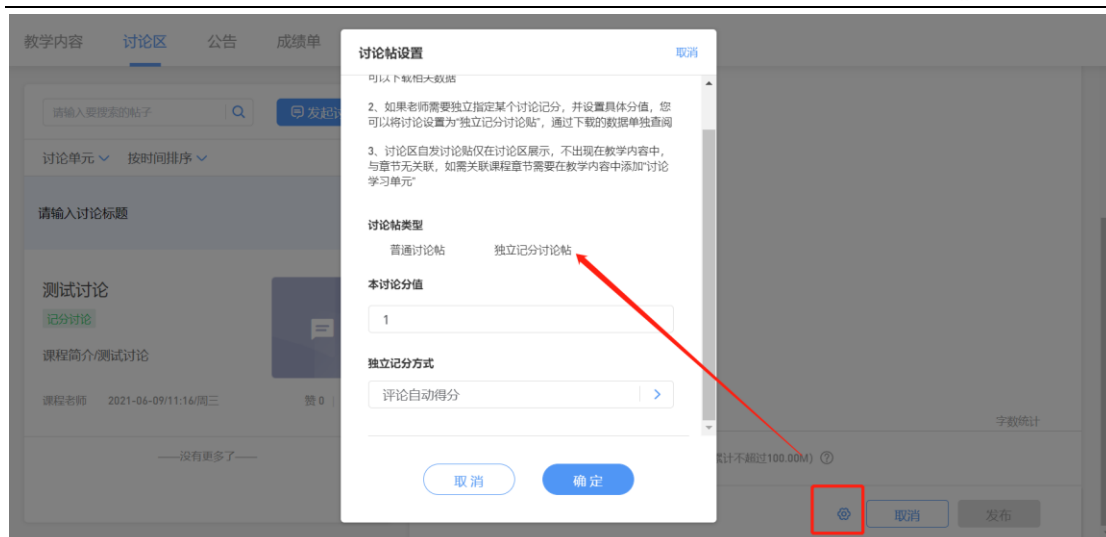 教学内容 讨论区 公告 成绩单
讨论帖设置 取消
可以下载相关数据
请输入要搜索的帖子
发起讨
2、如果老师需要独立指定某个讨论记分，并设置具体分值，您
可以将讨论设置为“独立记分讨论贴”，通过下载的数据单独查阅
讨论单元 按时间排序
3、讨论区自发讨论贴仅在讨论区展示，不出现在教学内容中，
与章节无关联，如需关联课程章节需要在教学内容中添加“讨论
学习单元”
请输入讨论标题
讨论帖类型
普通讨论帖 独立记分讨论帖
测试讨论
记分讨论
课程简介/测试讨论
课程老师 2021-06-09/11:16/周三 赞 0
——没有更多了——
本讨论分值
1
独立记分方式
评论自动得分
取消 确定
字数统计
计不超过100.00M)
取消 发布